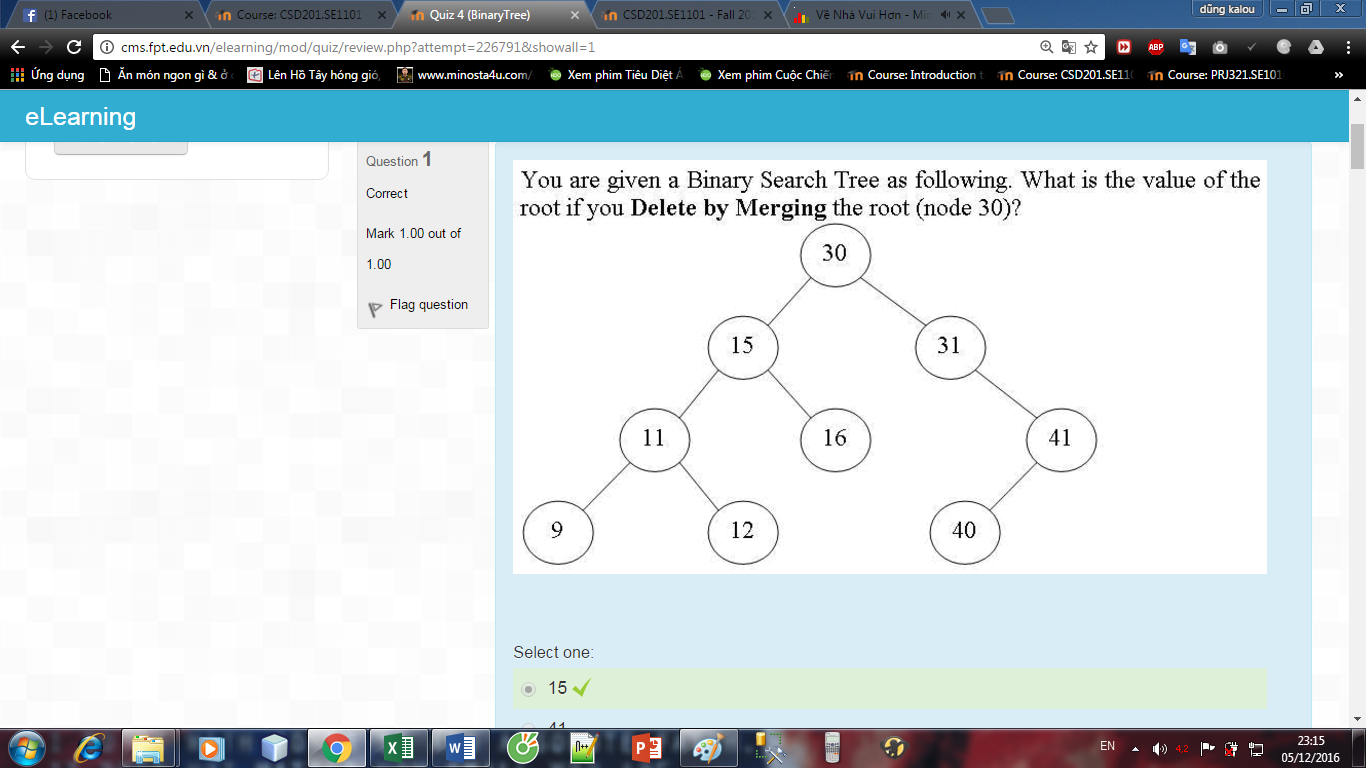 (1) Facebook
Course: CSD201.SE1101 -
Quiz 4 (BinaryTree)
CSD201.SE1101 - Fall 20
Về Nhà Vui Hơn - Min
dũng kalou
cms.fpt.edu.vn/elearning/mod/quiz/review.php?attempt=226791&showall=1
ABP
Ứng dụng
Ăn món ngon gì & ở
Lên Hồ Tây hóng gió,
www.minosta4u.com/
Xem phim Tiêu Diệt
Xem phim Cuộc Chiến
Course: Introduction t
Course: CSD201.SE110
Course: PRJ321.SE101
»
eLearning
Question 1
Correct
Mark 1.00 out of
1.00
Flag question
You are given a Binary Search Tree as following. What is the value of the
root if you Delete by Merging the root (node 30)?
30
15
31
11
16
41
9
12
40
Select one:
15
41
EN
4,2
23:15
05/12/2016